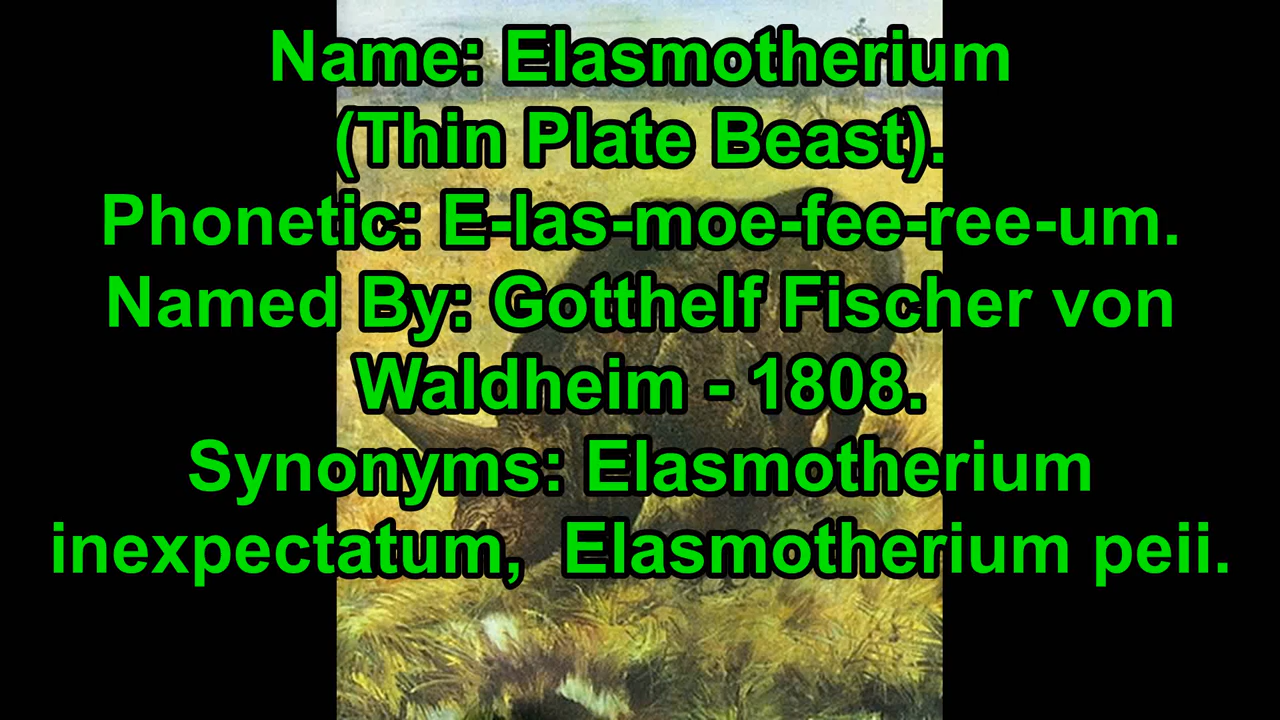 Name: Elasmotherium
(Thin Plate Beast).
Phonetic: E-las-moe-fee-ree-um.
Named By: Gotthelf Fischer von
Waldheim - 1808.
Synonyms: Elasmotherium
inexpectatum,  Elasmotherium peii.